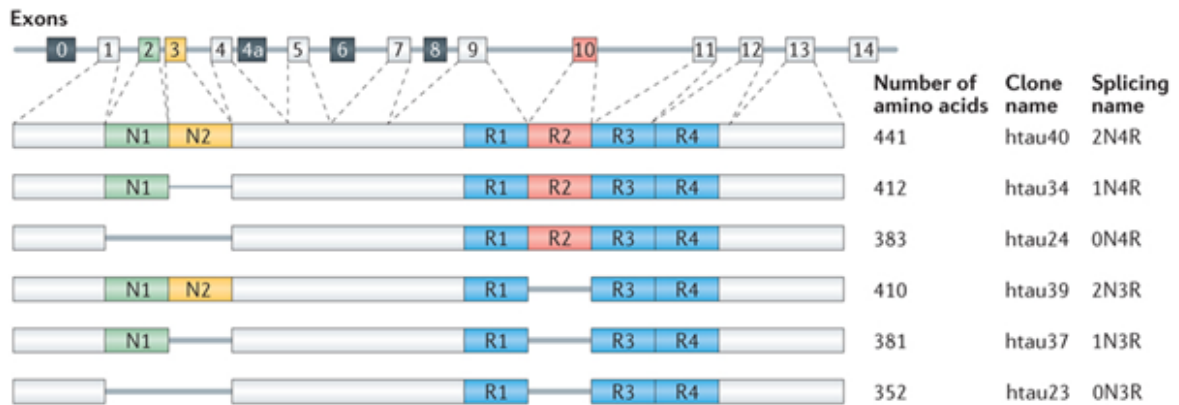 Exons
0 1 2 3 4 4a 5 6 7 8 9 10 11 12 13 14
Number of amino acids Clone name Splicing name
N1 N2 R1 R2 R3 R4 441 htau40 2N4R
N1 R1 R2 R3 R4 412 htau34 1N4R
R1 R2 R3 R4 383 htau24 0N4R
N1 N2 R1 R3 R4 410 htau39 2N3R
N1 R1 R3 R4 381 htau37 1N3R
R1 R3 R4 352 htau23 0N3R